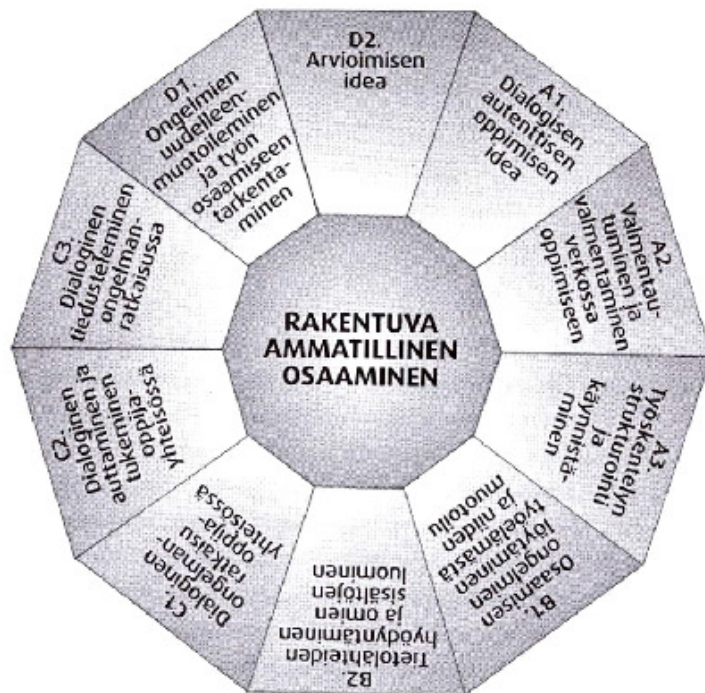 RAKENTUVA
AMMATILLINEN
OSAAMINEN
A1.
Dialogisen
autenttisen
oppimisen
idea
A2.
Valmentau-
tuminen ja
valmentaminen
verkossa
oppimiseen
A3
Työskentelyn
strukturointi
ja
käynnistä-
minen
B1.
Osaamisen
ongelmien
löytäminen
työelämästä
ja niiden
muotoilu
B2.
Tietolähteiden
hyödyntäminen
ja omien
sisältöjen
luominen
C1.
Dialoginen
ongelman-
ratkaisu
oppija-
yhteisössä
C2.
Dialoginen
auttaminen ja
tukeminen
oppija-
yhteisössä
C3.
Dialoginen
tiedusteleminen
ongelman-
ratkaisussa
D1.
Ongelmien
uudelleen-
muotoileminen
ja työn
osaamiseen
tarkenta-
minen
D2.
Arvioimisen
idea